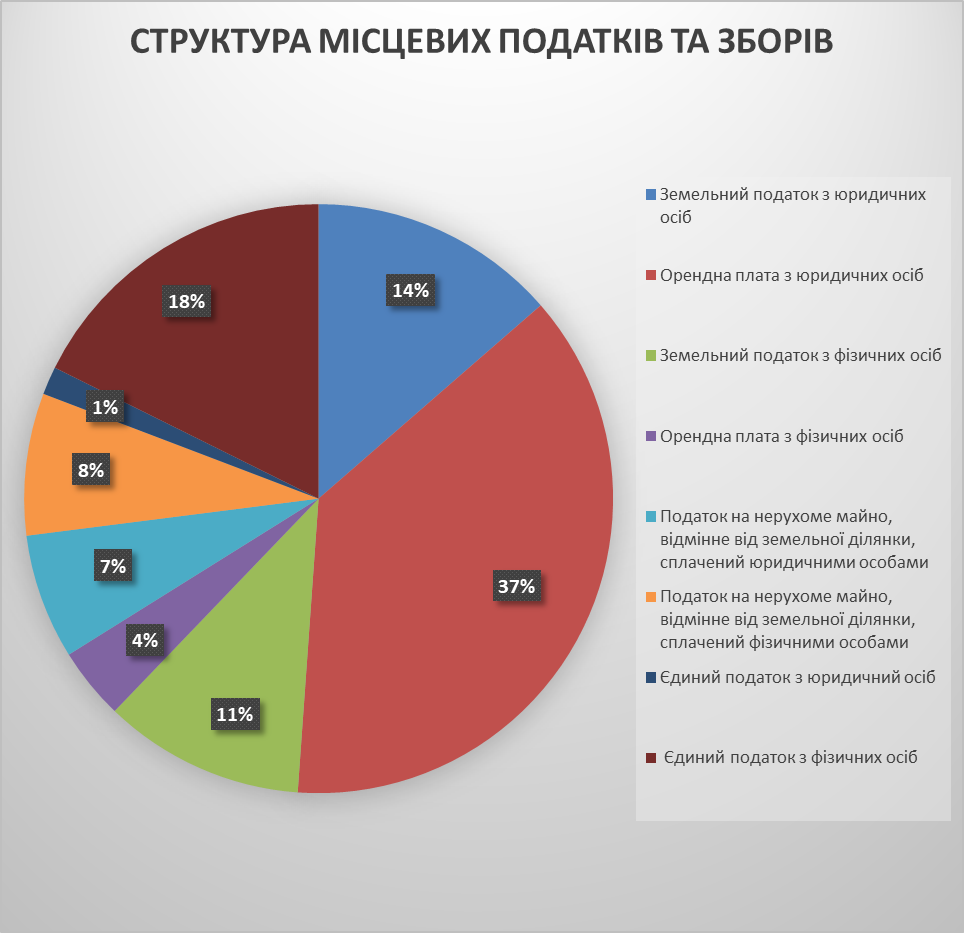 СТРУКТУРА МІСЦЕВИХ ПОДАТКІВ ТА ЗБОРІВ
14%
37%
11%
4%
7%
8%
1%
18%
Земельний податок з юридичних
осіб
Орендна плата з юридичних осіб
Земельний податок з фізичних осіб
Орендна плата з фізичних осіб
Податок на нерухоме майно,
відмінне від земельної ділянки,
сплачений юридичними особами
Податок на нерухоме майно,
відмінне від земельної ділянки,
сплачений фізичними особами
Єдиний податок з юридичний осіб
Єдиний податок з фізичних осіб